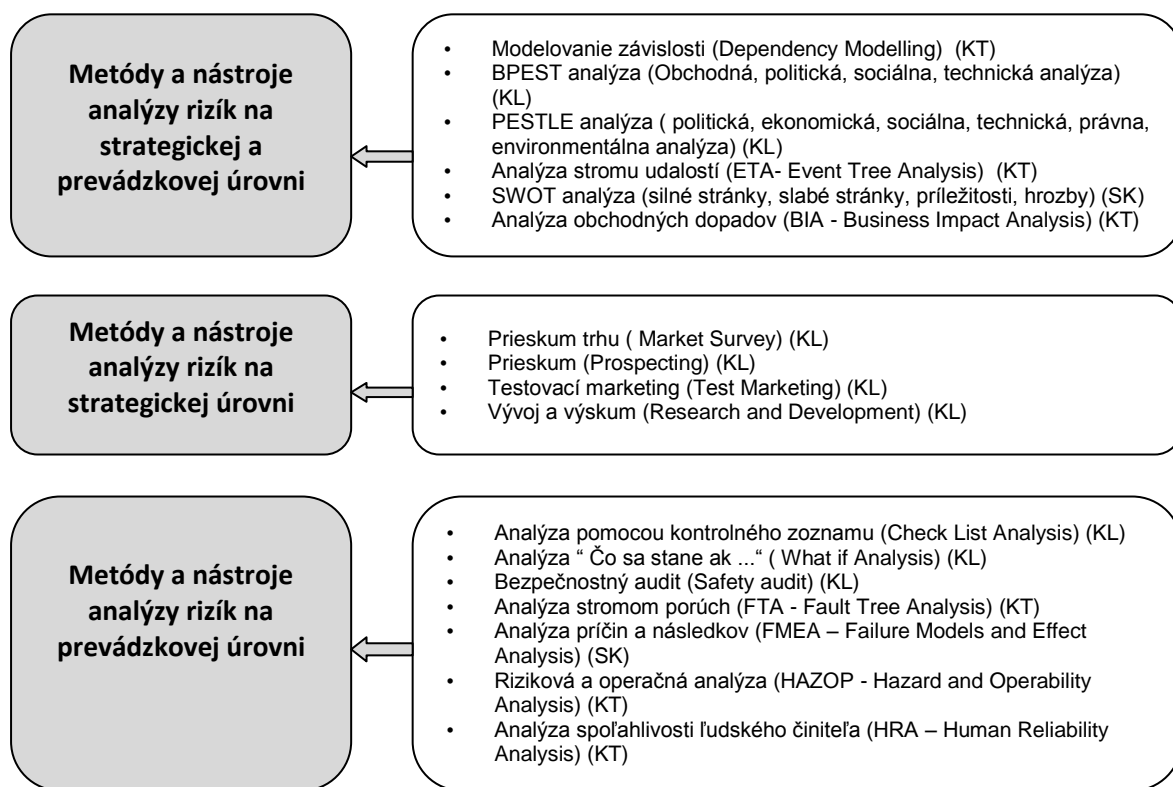 Metódy a nástroje
analýzy rizík na
strategickej a
prevádzkovej úrovni
• Modelovanie závislosti (Dependency Modelling) (KT)
• BPEST analýza (Obchodná, politická, sociálna, technická analýza)
(KL)
• PESTLE analýza ( politická, ekonomická, sociálna, technická, právna,
environmentálna analýza) (KL)
• Analýza stromu udalostí (ETA- Event Tree Analysis) (KT)
• SWOT analýza (silné stránky, slabé stránky, príležitosti, hrozby) (SK)
• Analýza obchodných dopadov (BIA - Business Impact Analysis) (KT)
Metódy a nástroje
analýzy rizík na
strategickej úrovni
• Prieskum trhu ( Market Survey) (KL)
• Prieskum (Prospecting) (KL)
• Testovací marketing (Test Marketing) (KL)
• Vývoj a výskum (Research and Development) (KL)
Metódy a nástroje
analýzy rizík na
prevádzkovej úrovni
• Analýza pomocou kontrolného zoznamu (Check List Analysis) (KL)
• Analýza “ Čo sa stane ak ...“ ( What if Analysis) (KL)
• Bezpečnostný audit (Safety audit) (KL)
• Analýza stromom porúch (FTA - Fault Tree Analysis) (KT)
• Analýza príčin a následkov (FMEA – Failure Models and Effect
Analysis) (SK)
• Riziková a operačná analýza (HAZOP - Hazard and Operability
Analysis) (KT)
• Analýza spoľahlivosti ľudského činiteľa (HRA – Human Reliability
Analysis) (KT)